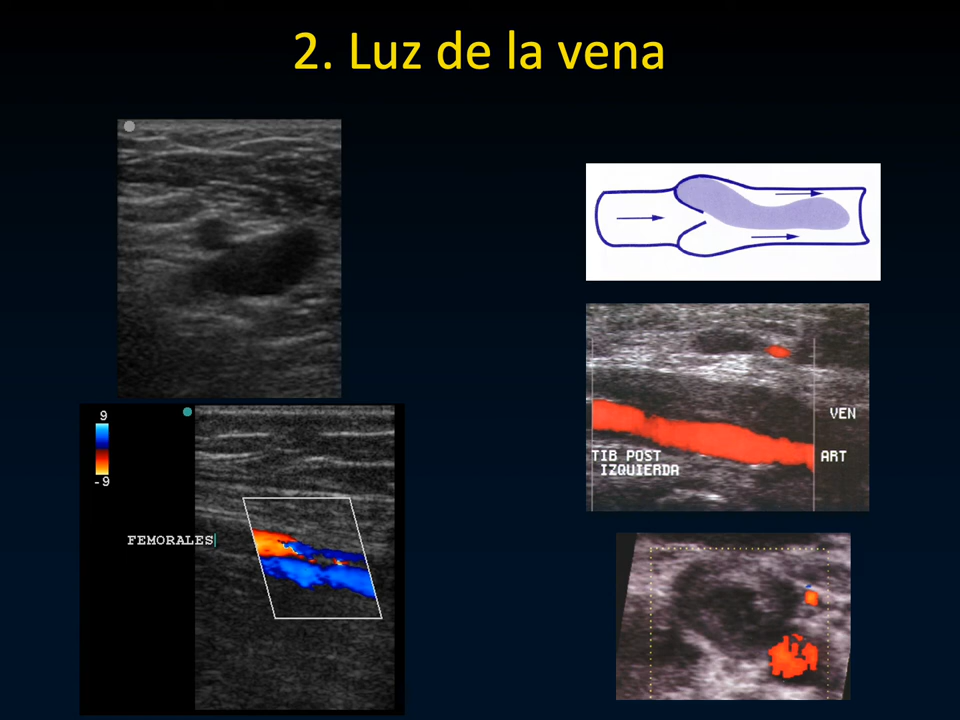 2. Luz de la vena
9
-9
FEMORALES
VEN
TIB POST
IZQUIERDA
ART